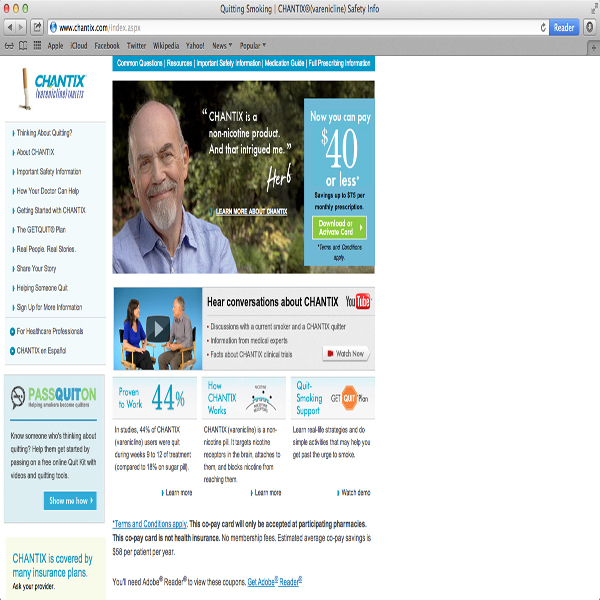 Quitting Smoking | CHANTIX®(varenicline) Safety Info
www.chantix.com/index.aspx
Reader
Apple iCloud Facebook Twitter Wikipedia Yahoo! News Popular
CHANTIX
(varenicline) TABLETS
Thinking About Quitting?
About CHANTIX
Important Safety Information
How Your Doctor Can Help
Getting Started with CHANTIX
The GETQUIT® Plan
Real People. Real Stories.
Share Your Story
Helping Someone Quit
Sign Up for More Information
For Healthcare Professionals
CHANTIX en Español
PASSQUITON
Helping smokers become quitters
Know someone who's thinking about
quitting? Help them get started by
passing on a free online Quit Kit with
videos and quitting tools.
Show me how
CHANTIX is covered by
many insurance plans.
Ask your provider.
Common Questions | Resources | Important Safety Information | Medication Guide | Full Prescribing Information
“CHANTIX is a
non-nicotine product.
And that intrigued me.”
Herb
LEARN MORE ABOUT CHANTIX
Now you can pay
$40
or less*
Savings up to $75 per
monthly prescription.
Download or
Activate Card
*Terms and Conditions
apply.
Hear conversations about CHANTIX
YouTube
• Discussions with a current smoker and a CHANTIX quitter
• Information from medical experts
• Facts about CHANTIX clinical trials
Watch Now
Proven
to Work
44%
In studies, 44% of CHANTIX
(varenicline) users were quit
during weeks 9 to 12 of treatment
(compared to 18% on sugar pill).
Learn more
How
CHANTIX
Works
CHANTIX (varenicline) is a non-
nicotine pill. It targets nicotine
receptors in the brain, attaches to
them, and blocks nicotine from
reaching them.
Learn more
Quit-
Smoking
Support
GET QUIT Plan
Learn real-life strategies and do
simple activities that may help you
get past the urge to smoke.
Watch demo
*Terms and Conditions apply. This co-pay card will only be accepted at participating pharmacies.
This co-pay card is not health insurance. No membership fees. Estimated average co-pay savings is
$58 per patient per year.
You'll need Adobe® Reader® to view these coupons. Get Adobe® Reader®